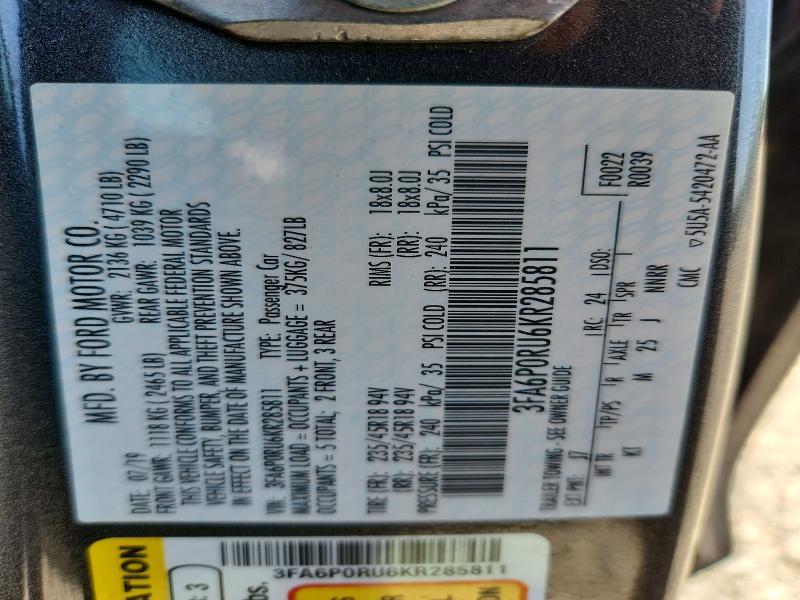 MFD. BY FORD MOTOR CO.
DATE: 07/19 GVWR: 2136 KG (4710 LB)
FRONT GAWR: 1118 KG (2465 LB) REAR GAWR: 1039 KG (2290 LB)
THIS VEHICLE CONFORMS TO ALL APPLICABLE FEDERAL MOTOR
VEHICLE SAFETY, BUMPER, AND THEFT PREVENTION STANDARDS
IN EFFECT ON THE DATE OF MANUFACTURE SHOWN ABOVE.
VIN: 3FA6P0RU6KR285811 TYPE: Passenger Car
MAXIMUM LOAD = OCCUPANTS + LUGGAGE = 375KG/827LB
OCCUPANTS = 5 TOTAL; 2 FRONT, 3 REAR
TIRE (FR): 235/45R18 94V RIMS (FR): 18x8.0J
(RR): 235/45R18 94V (RR): 18x8.0J
PRESSURE (FR): 240 kPa/ 35 PSI COLD (RR): 240 kPa/ 35 PSI COLD
3FA6P0RU6KR285811
TRAILER TOWING - SEE OWNER GUIDE F0022
EXT PNT: J7 RC: 24 DSO: R0039
WB INT TR TP/PS R AXLE TR SPR
KT M 25 J NNRR
CMC ▽5U5A-5420472-AA
3FA6P0RU6KR285811